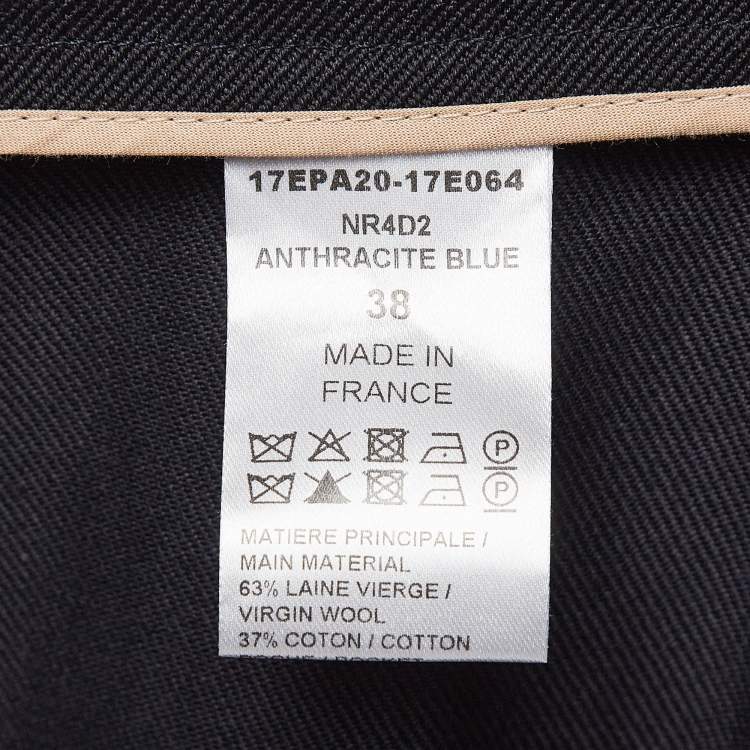 17EPA20-17E064
NR4D2
ANTHRACITE BLUE
38
MADE IN
FRANCE
P
P
MATIERE PRINCIPALE /
MAIN MATERIAL
63% LAINE VIERGE /
VIRGIN WOOL
37% COTON / COTTON